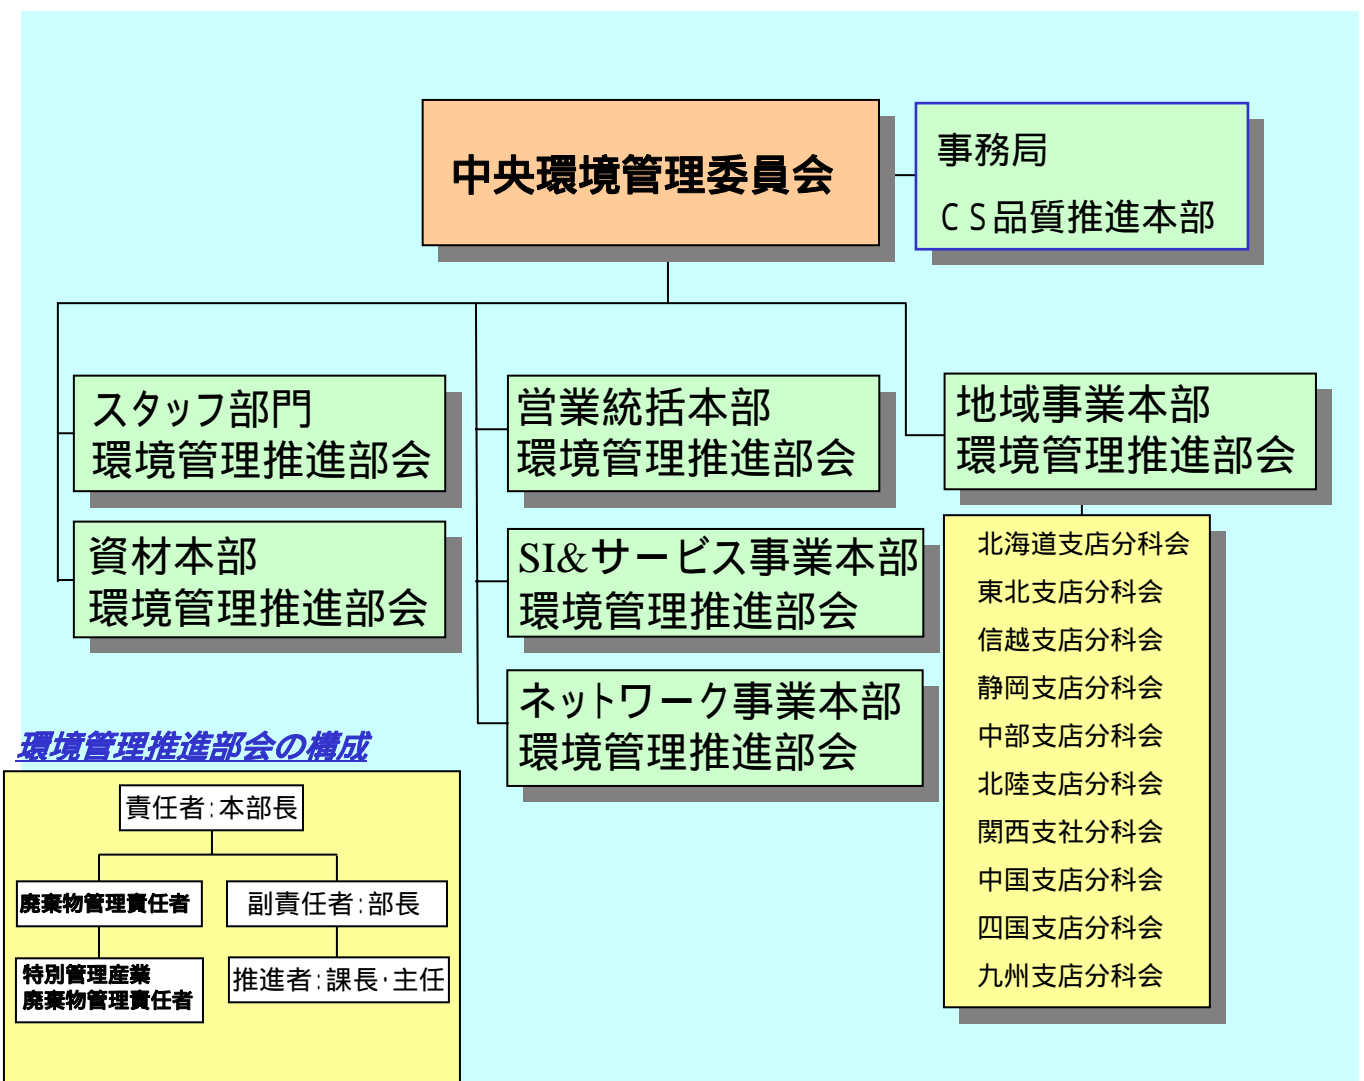 中央環境管理委員会
事務局
CS品質推進本部
スタッフ部門
環境管理推進部会
資材本部
環境管理推進部会
営業統括本部
環境管理推進部会
SI&サービス事業本部
環境管理推進部会
ネットワーク事業本部
環境管理推進部会
地域事業本部
環境管理推進部会
北海道支店分科会
東北支店分科会
信越支店分科会
静岡支店分科会
中部支店分科会
北陸支店分科会
関西支社分科会
中国支店分科会
四国支店分科会
九州支店分科会
環境管理推進部会の構成
責任者:本部長
廃棄物管理責任者
特別管理産業
廃棄物管理責任者
副責任者:部長
推進者:課長・主任